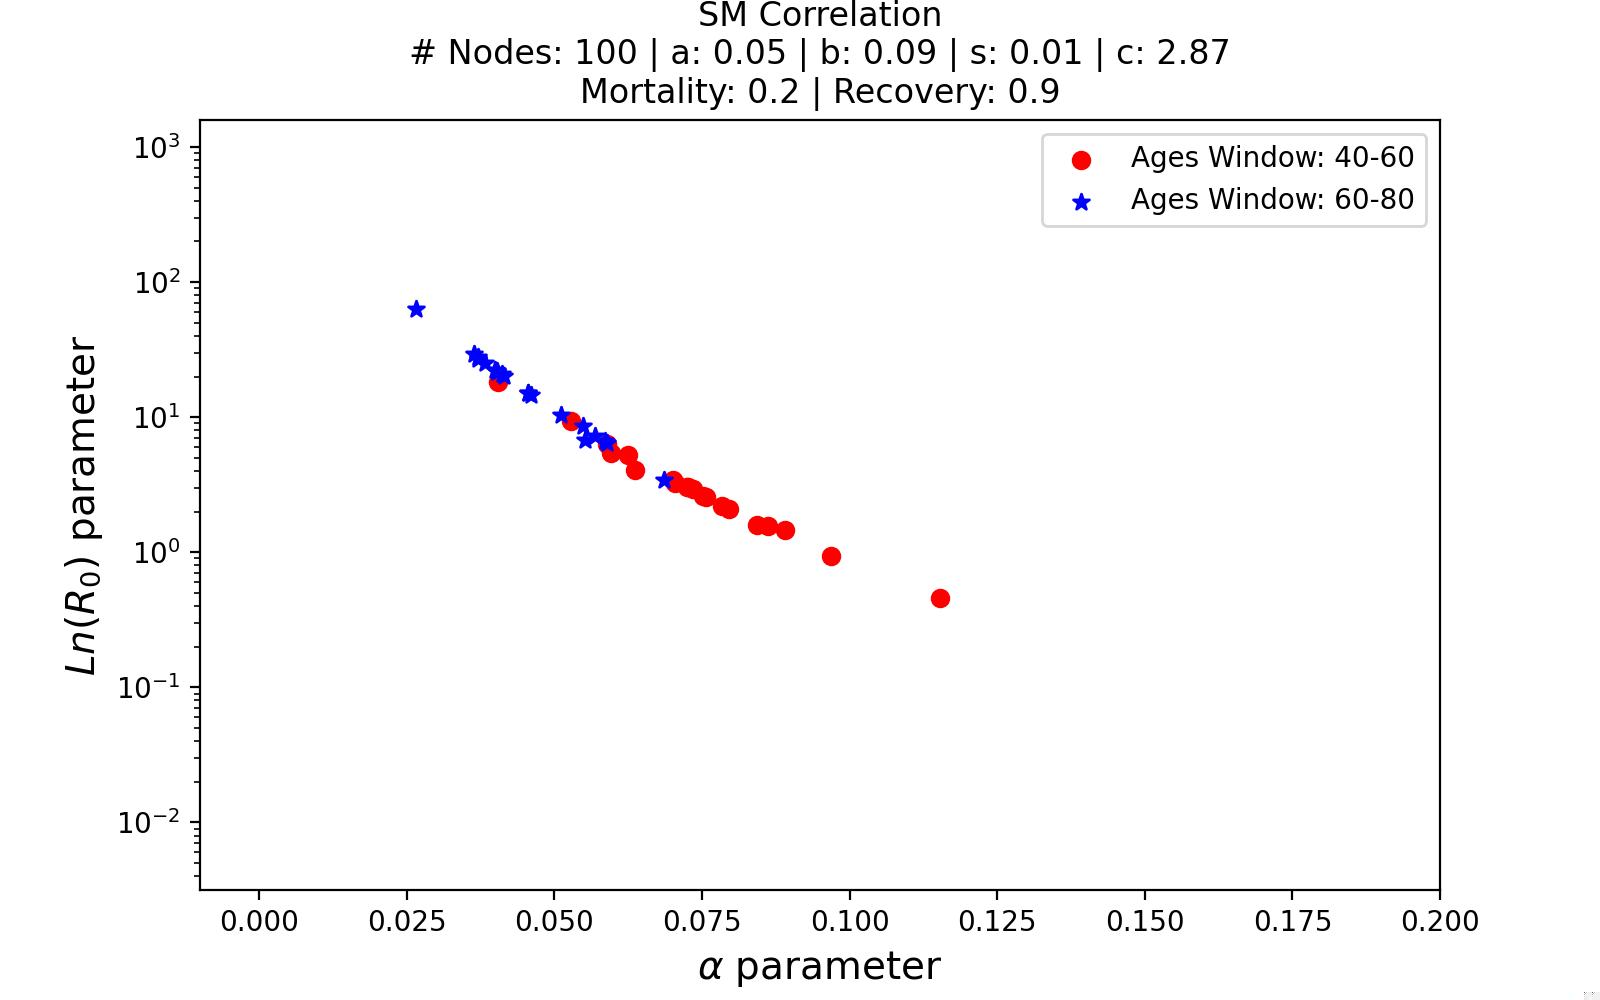 SM Correlation
# Nodes: 100 | a: 0.05 | b: 0.09 | s: 0.01 | c: 2.87
Mortality: 0.2 | Recovery: 0.9
Ages Window: 40-60
Ages Window: 60-80
10³
10²
10¹
10⁰
10⁻¹
10⁻²
Ln(R₀) parameter
0.000 0.025 0.050 0.075 0.100 0.125 0.150 0.175 0.200
α parameter